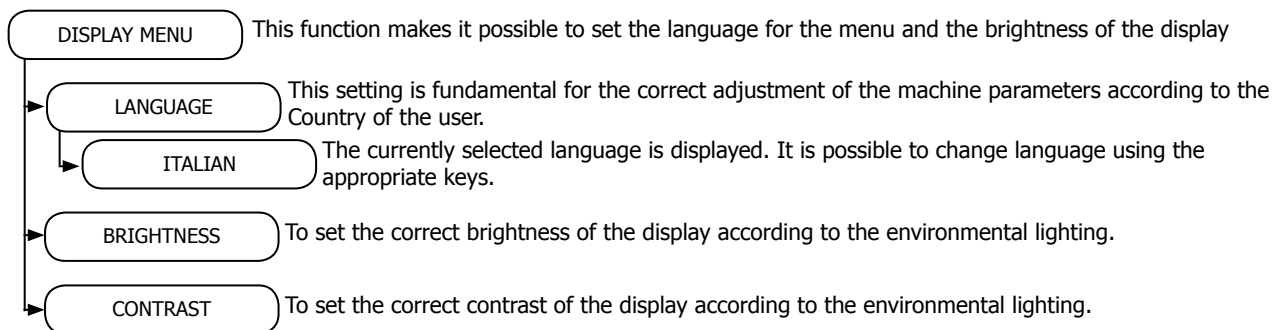 DISPLAY MENU
This function makes it possible to set the language for the menu and the brightness of the display
LANGUAGE
This setting is fundamental for the correct adjustment of the machine parameters according to the
Country of the user.
ITALIAN
The currently selected language is displayed. It is possible to change language using the
appropriate keys.
BRIGHTNESS
To set the correct brightness of the display according to the environmental lighting.
CONTRAST
To set the correct contrast of the display according to the environmental lighting.